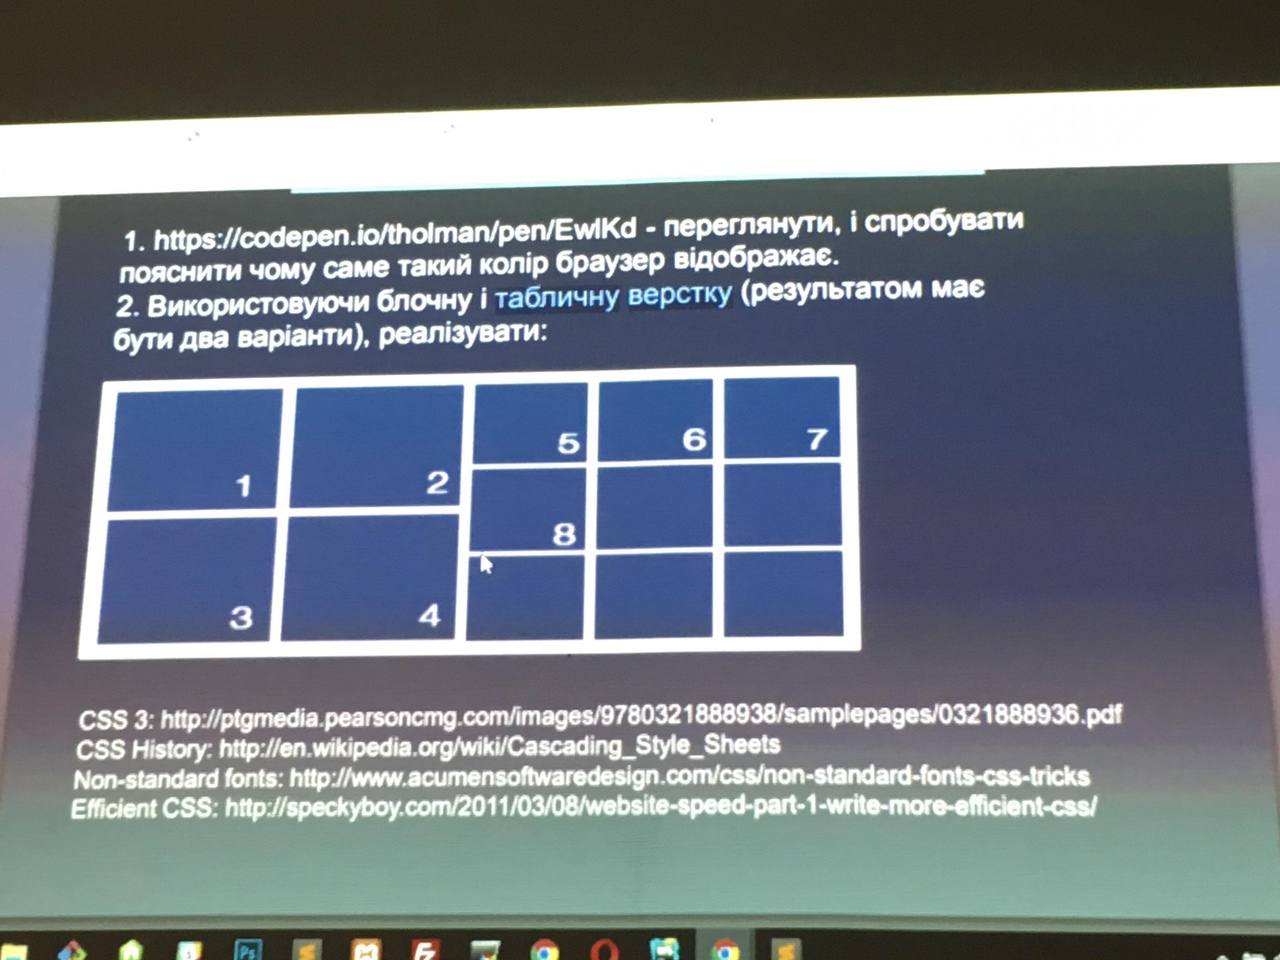 1. https://codepen.io/tholman/pen/EwlKd - переглянути, і спробувати
пояснити чому саме такий колір браузер відображає.
2. Використовуючи блочну і табличну верстку (результатом має
бути два варіанти), реалізувати:
1 2 5 6 7
8
3 4
CSS 3: http://ptgmedia.pearsoncmg.com/images/9780321888938/samplepages/0321888936.pdf
CSS History: http://en.wikipedia.org/wiki/Cascading_Style_Sheets
Non-standard fonts: http://www.acumensoftwaredesign.com/css/non-standard-fonts-css-tricks
Efficient CSS: http://speckyboy.com/2011/03/08/website-speed-part-1-write-more-efficient-css/
Ps